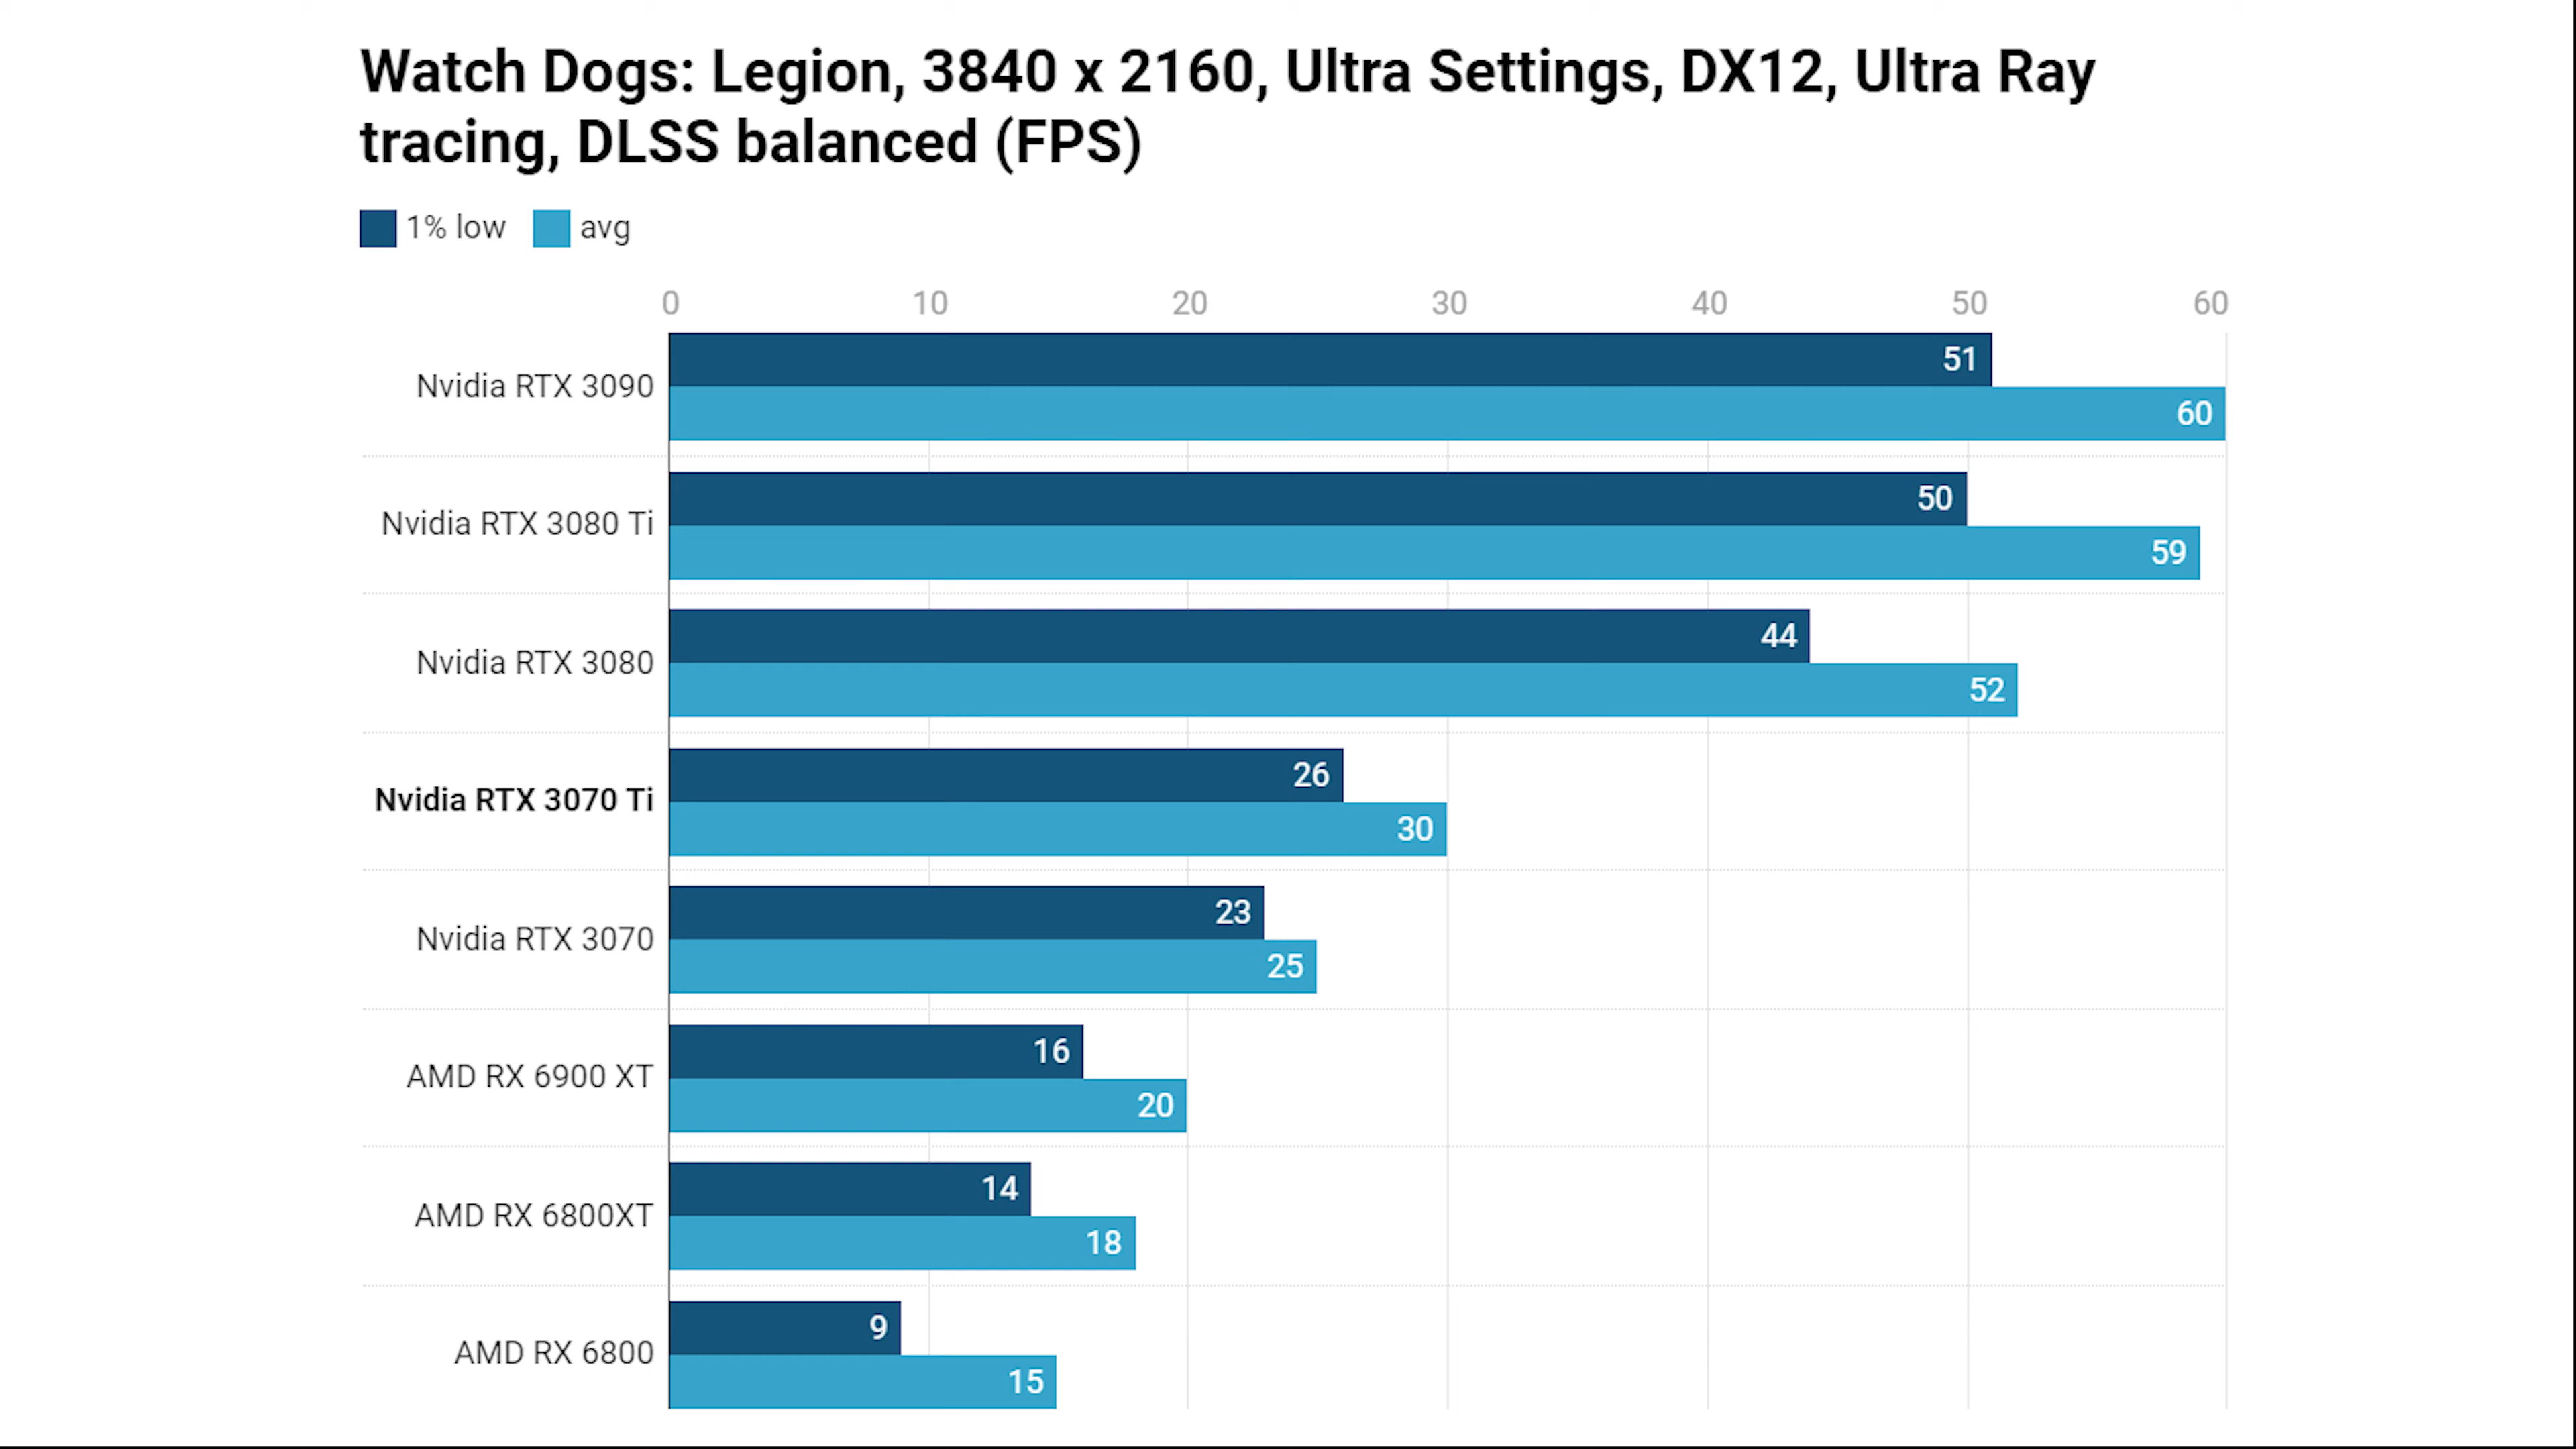 Watch Dogs: Legion, 3840 x 2160, Ultra Settings, DX12, Ultra Ray
tracing, DLSS balanced (FPS)
1% low avg
0 10 20 30 40 50 60
Nvidia RTX 3090
51
60
Nvidia RTX 3080 Ti
50
59
Nvidia RTX 3080
44
52
Nvidia RTX 3070 Ti
26
30
Nvidia RTX 3070
23
25
AMD RX 6900 XT
16
20
AMD RX 6800XT
14
18
AMD RX 6800
9
15